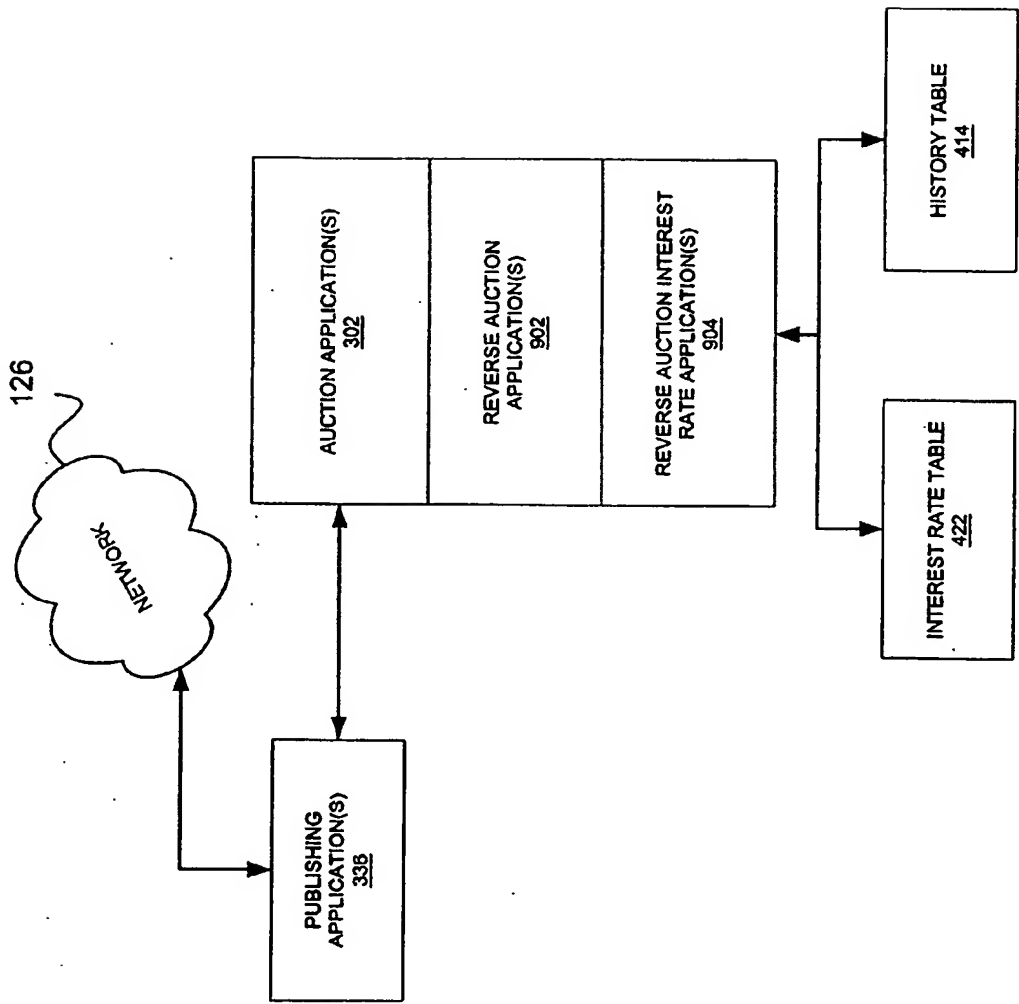 126
NETWORK
PUBLISHING
APPLICATION(S)
336
AUCTION APPLICATION(S)
302
REVERSE AUCTION
APPLICATION(S)
902
REVERSE AUCTION INTEREST
RATE APPLICATION(S)
904
INTEREST RATE TABLE
422
HISTORY TABLE
414